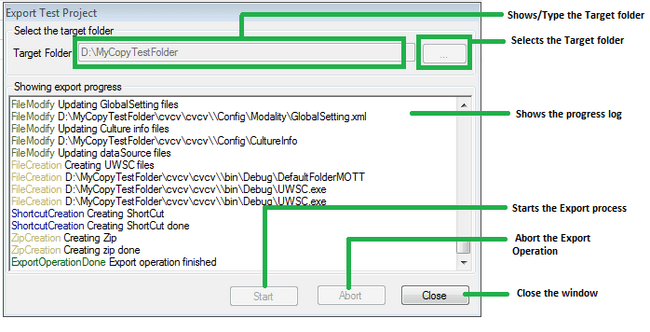 Export Test Project
Select the target folder
Target Folder D:\MyCopyTestFolder ...
Showing export progress
FileModify Updating GlobalSetting files
FileModify D:\MyCopyTestFolder\cvcv\cvcv\\Config\Modality\GlobalSetting.xml
FileModify Updating Culture info files
FileModify D:\MyCopyTestFolder\cvcv\cvcv\\Config\CultureInfo
FileModify Updating dataSource files
FileCreation Creating UWSC files
FileCreation D:\MyCopyTestFolder\cvcv\cvcv\\bin\Debug\DefaultFolderMOTT
FileCreation D:\MyCopyTestFolder\cvcv\cvcv\\bin\Debug\UWSC.exe
FileCreation D:\MyCopyTestFolder\cvcv\cvcv\\bin\Debug\UWSC.exe
ShortcutCreation Creating ShortCut
ShortcutCreation Creating ShortCut done
ZipCreation Creating Zip
ZipCreation Creating zip done
ExportOperationDone Export operation finished
Start Abort Close
Shows/Type the Target folder
Selects the Target folder
Shows the progress log
Starts the Export process
Abort the Export
Operation
Close the window